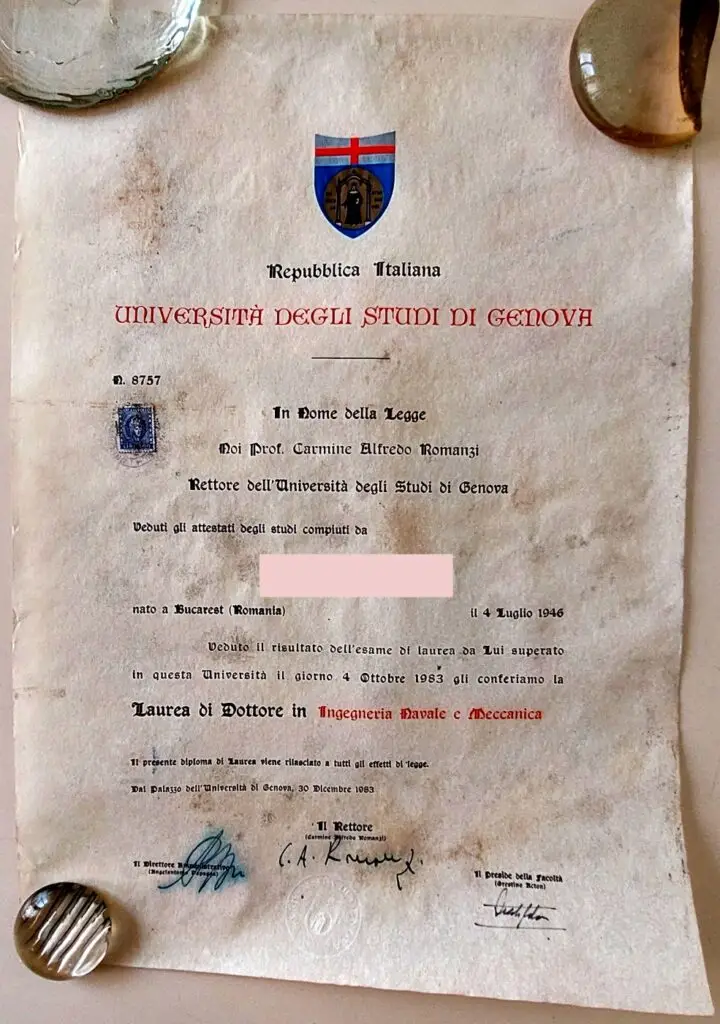 Repubblica Italiana
UNIVERSITÀ DEGLI STUDI DI GENOVA
N. 8757
In Nome della Legge
Noi Prof. Carmine Alfredo Romanzi
Rettore dell'Università degli Studi di Genova
Veduti gli attestati degli studi compiuti da
nato a Bucarest (Romania) il 4 Luglio 1946
Veduto il risultato dell'esame di laurea da Lui superato
in questa Università il giorno 4 Ottobre 1983 gli conferiamo la
Laurea di Dottore in Ingegneria Navale e Meccanica
Il presente diploma di Laurea viene rilasciato a tutti gli effetti di legge.
Dal Palazzo dell'Università di Genova, 30 Dicembre 1983
Il Rettore
(Carmine Alfredo Romanzi)
Il Direttore Amministrativo
C. A. Romanzi
Il Preside della Facoltà
(Orestino Acton)